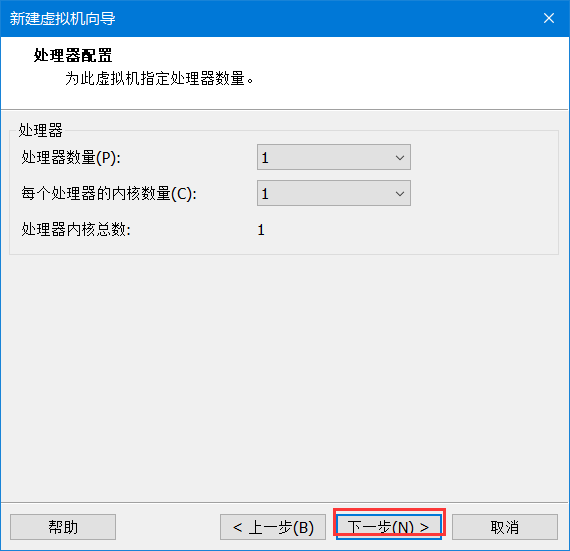 新建虚拟机向导
处理器配置
为此虚拟机指定处理器数量。
处理器
处理器数量(P): 1
每个处理器的内核数量(C): 1
处理器内核总数: 1
帮助 < 上一步(B) 下一步(N) > 取消